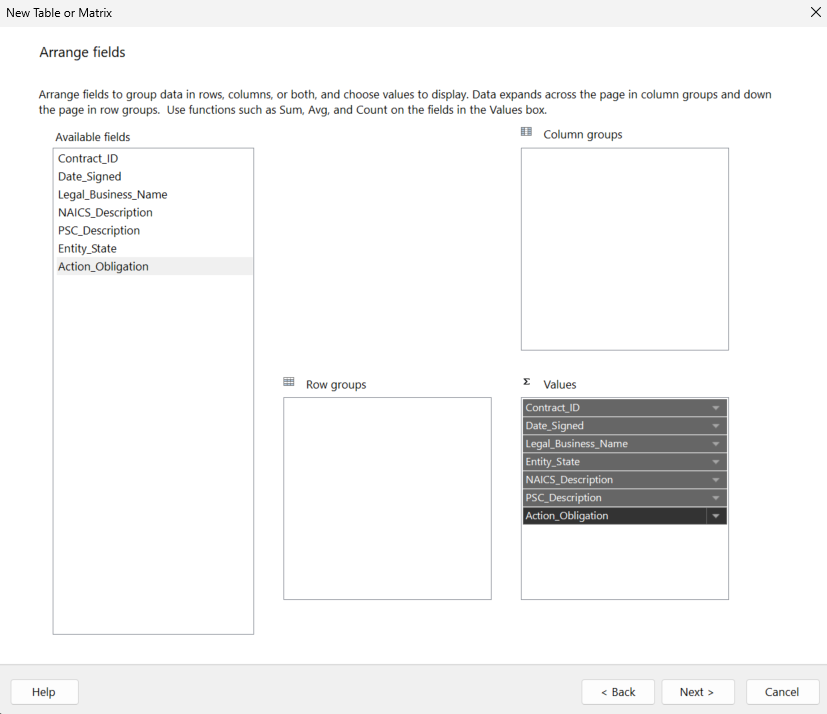 New Table or Matrix
Arrange fields
Arrange fields to group data in rows, columns, or both, and choose values to display. Data expands across the page in column groups and down
the page in row groups.  Use functions such as Sum, Avg, and Count on the fields in the Values box.
Available fields
Contract_ID
Date_Signed
Legal_Business_Name
NAICS_Description
PSC_Description
Entity_State
Action_Obligation
Column groups
Row groups
Σ Values
Contract_ID
Date_Signed
Legal_Business_Name
Entity_State
NAICS_Description
PSC_Description
Action_Obligation
Help
< Back
Next >
Cancel